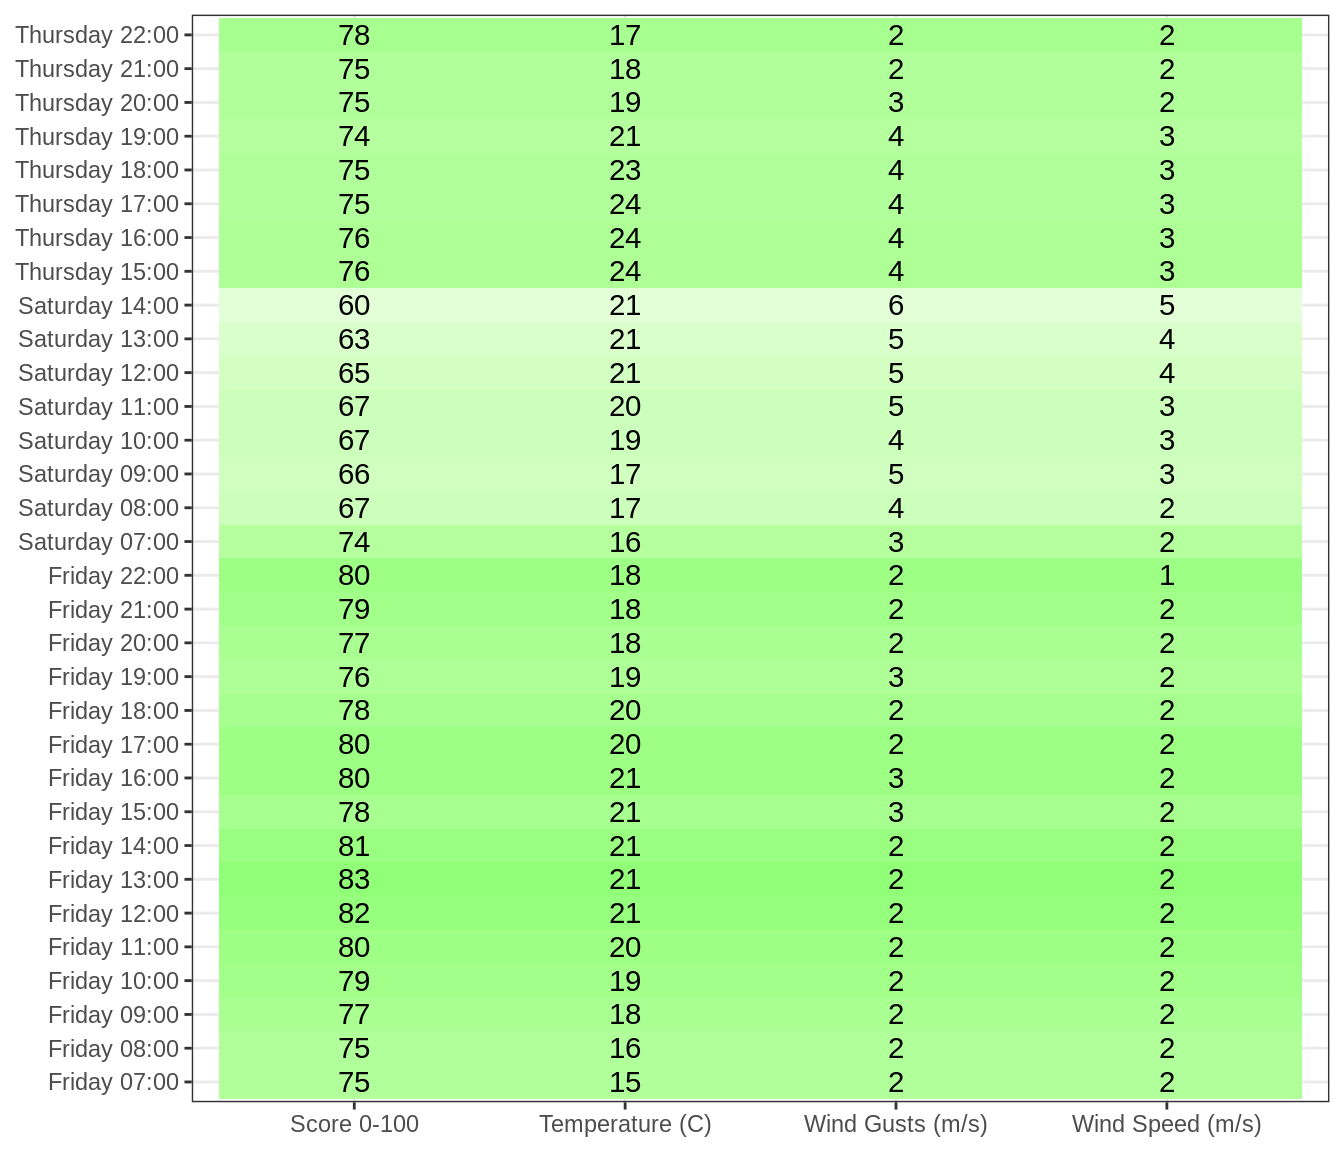 Thursday 22:00 78 17 2 2
Thursday 21:00 75 18 2 2
Thursday 20:00 75 19 3 2
Thursday 19:00 74 21 4 3
Thursday 18:00 75 23 4 3
Thursday 17:00 75 24 4 3
Thursday 16:00 76 24 4 3
Thursday 15:00 76 24 4 3
Saturday 14:00 60 21 6 5
Saturday 13:00 63 21 5 4
Saturday 12:00 65 21 5 4
Saturday 11:00 67 20 5 3
Saturday 10:00 67 19 4 3
Saturday 09:00 66 17 5 3
Saturday 08:00 67 17 4 2
Saturday 07:00 74 16 3 2
Friday 22:00 80 18 2 1
Friday 21:00 79 18 2 2
Friday 20:00 77 18 2 2
Friday 19:00 76 19 3 2
Friday 18:00 78 20 2 2
Friday 17:00 80 20 2 2
Friday 16:00 80 21 3 2
Friday 15:00 78 21 3 2
Friday 14:00 81 21 2 2
Friday 13:00 83 21 2 2
Friday 12:00 82 21 2 2
Friday 11:00 80 20 2 2
Friday 10:00 79 19 2 2
Friday 09:00 77 18 2 2
Friday 08:00 75 16 2 2
Friday 07:00 75 15 2 2
Score 0-100 Temperature (C) Wind Gusts (m/s) Wind Speed (m/s)